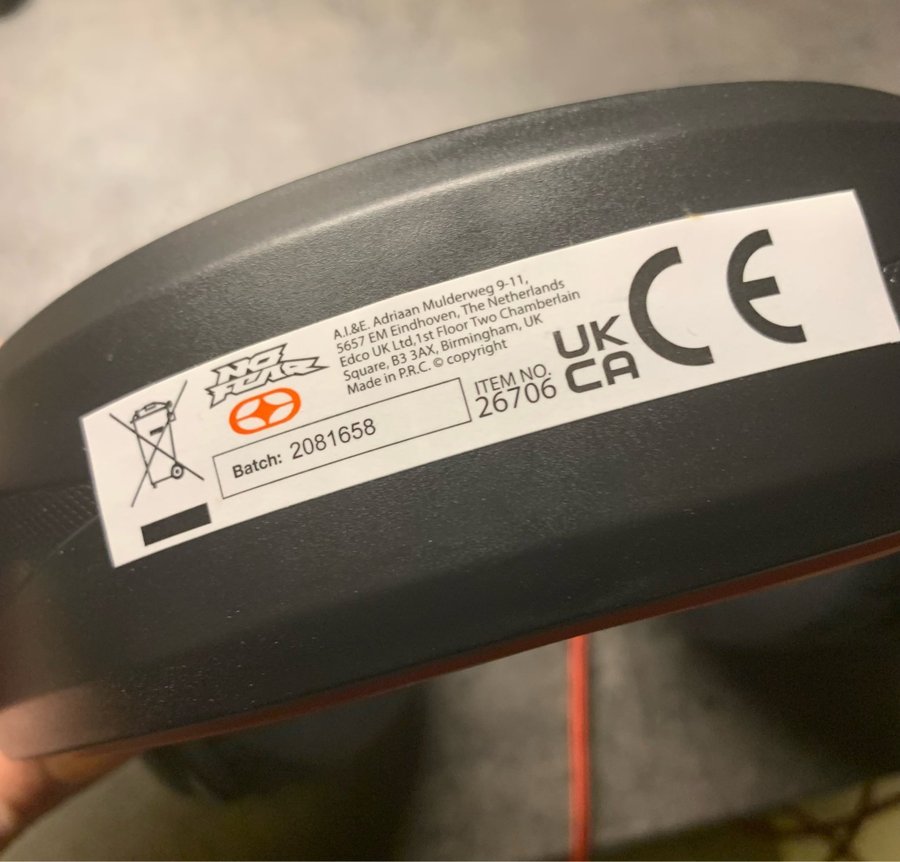 NO
FEAR
A.I.&E. Adriaan Mulderweg 9-11,
5657 EM Eindhoven, The Netherlands
Edco UK Ltd.1st Floor Two Chamberlain
Square, B3 3AX, Birmingham, UK
Made in P.R.C. © copyright
Batch: 2081658
ITEM NO.
26706
UK
CA
CE